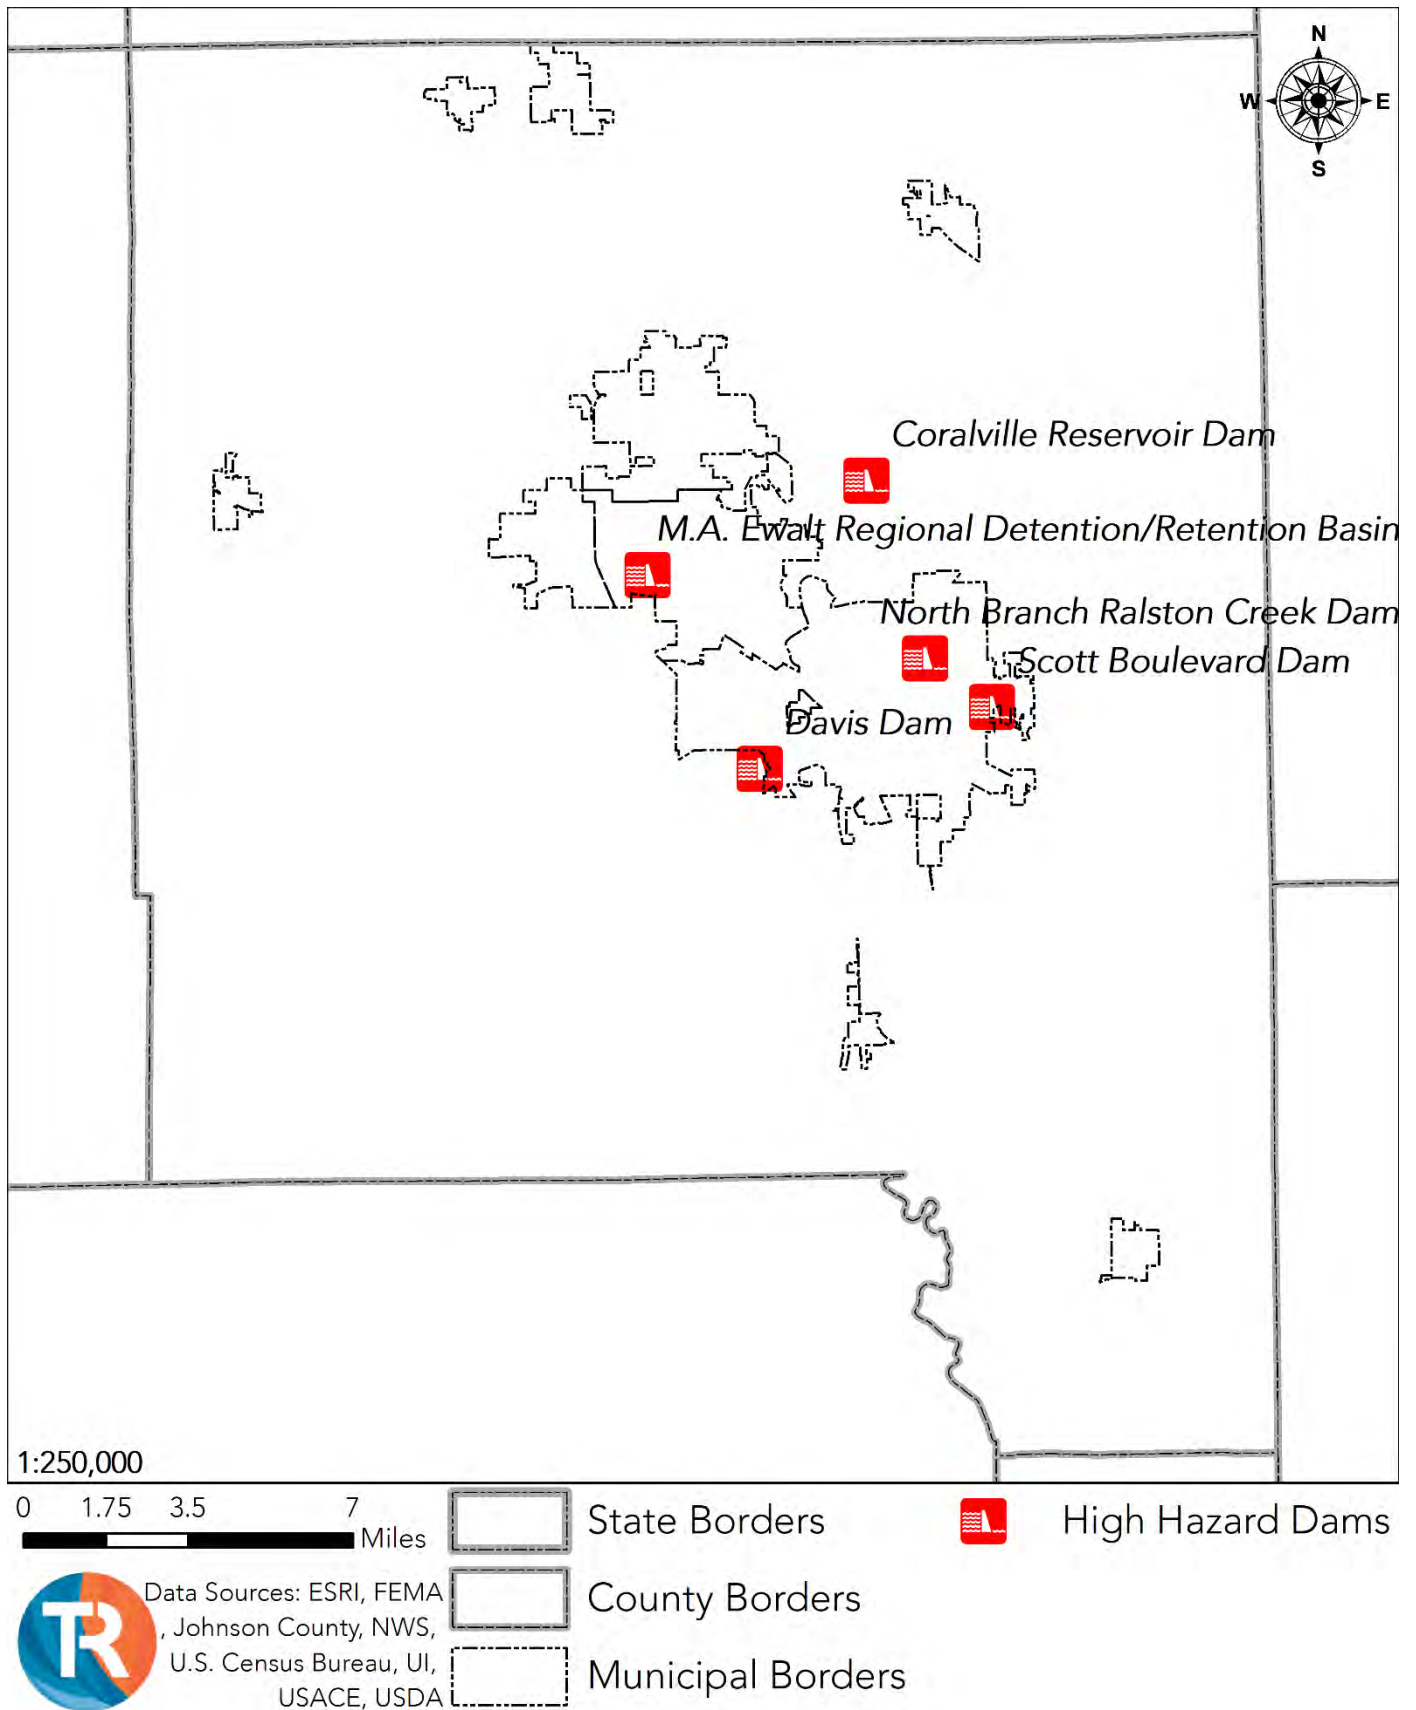 N
W E
S
Coralville Reservoir Dam
M.A. Ewalt Regional Detention/Retention Basin
North Branch Ralston Creek Dam
Scott Boulevard Dam
Davis Dam
1:250,000
0 1.75 3.5 7
Miles
State Borders
High Hazard Dams
County Borders
Municipal Borders
Data Sources: ESRI, FEMA
, Johnson County, NWS,
U.S. Census Bureau, UI,
USACE, USDA
TR